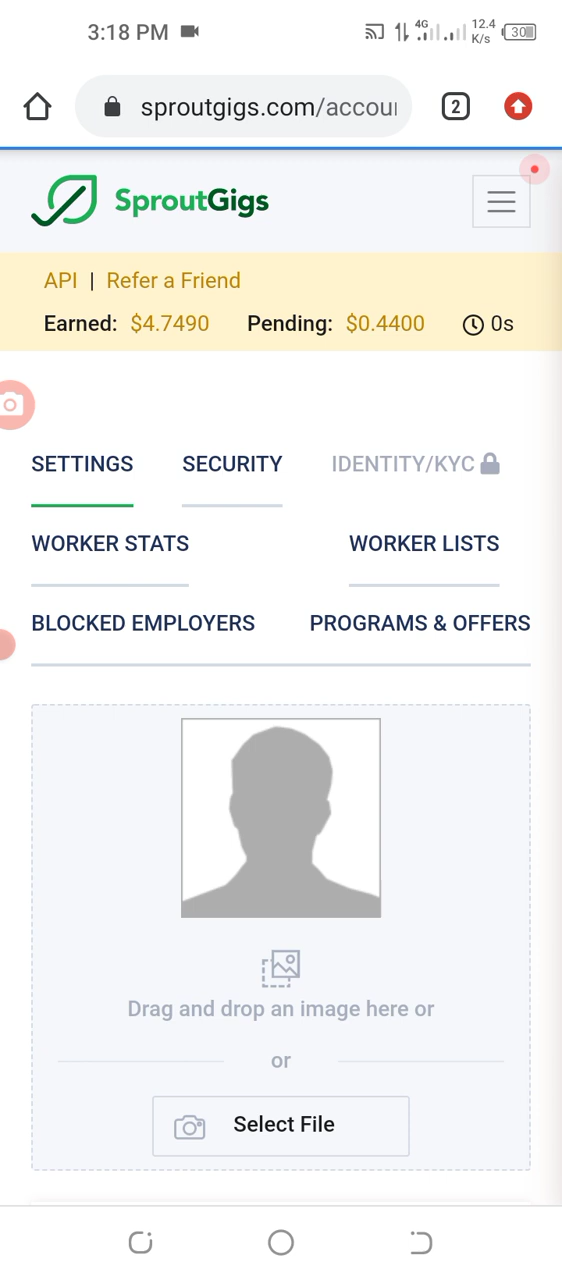 3:18 PM 4G 12.4 K/s 30
sproutgigs.com/accou 2
SproutGigs
API | Refer a Friend
Earned: $4.7490 Pending: $0.4400 0s
SETTINGS SECURITY IDENTITY/KYC
WORKER STATS WORKER LISTS
BLOCKED EMPLOYERS PROGRAMS & OFFERS
Drag and drop an image here or
or
Select File